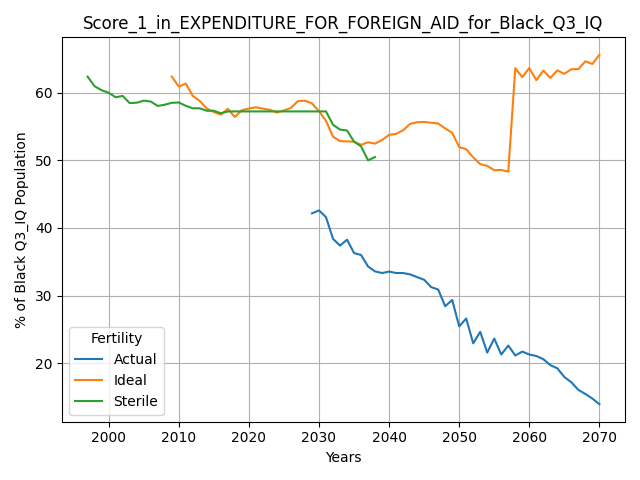 Score_1_in_EXPENDITURE_FOR_FOREIGN_AID_for_Black_Q3_IQ
% of Black Q3_IQ Population
60
50
40
30
20
Fertility
Actual
Ideal
Sterile
2000 2010 2020 2030 2040 2050 2060 2070
Years